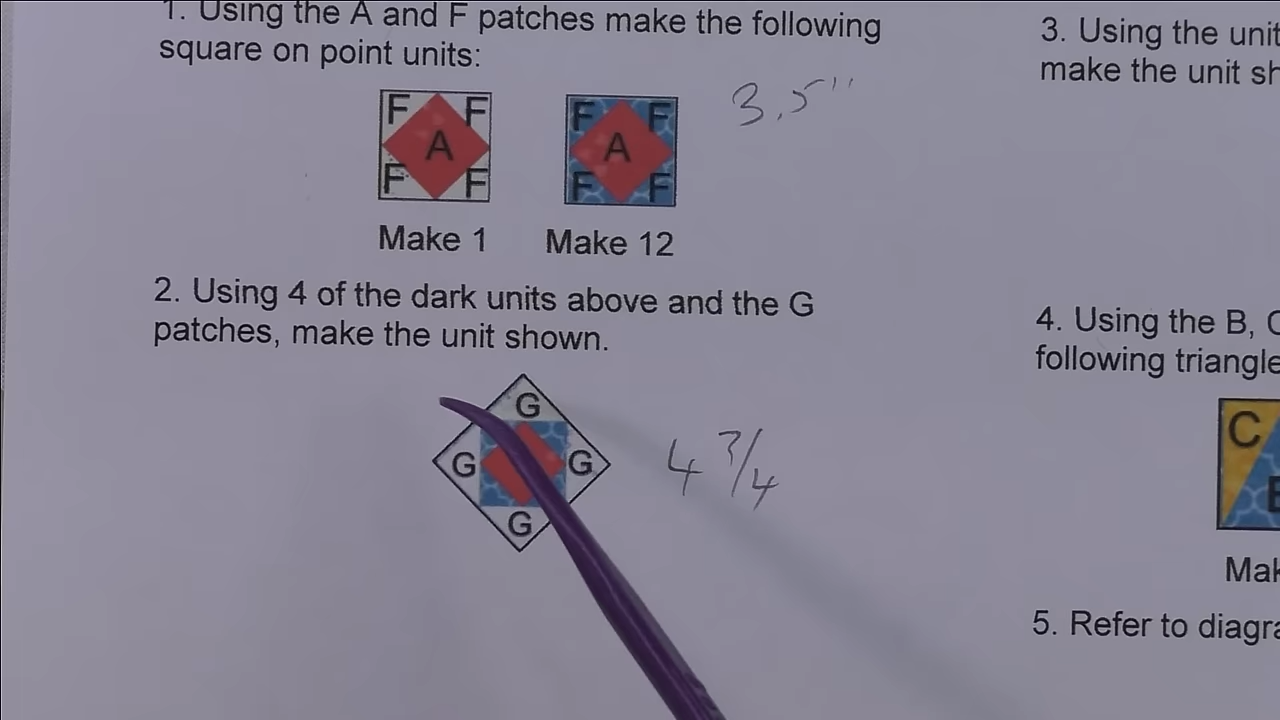 1. Using the A and F patches make the following
square on point units:
F F
A
F F
F F
A
F F
3.5"
Make 1
Make 12
2. Using 4 of the dark units above and the G
patches, make the unit shown.
G
G G
G
4 3/4
3. Using the unit
make the unit sh
4. Using the B, C
following triangle
C
Mak
5. Refer to diagra